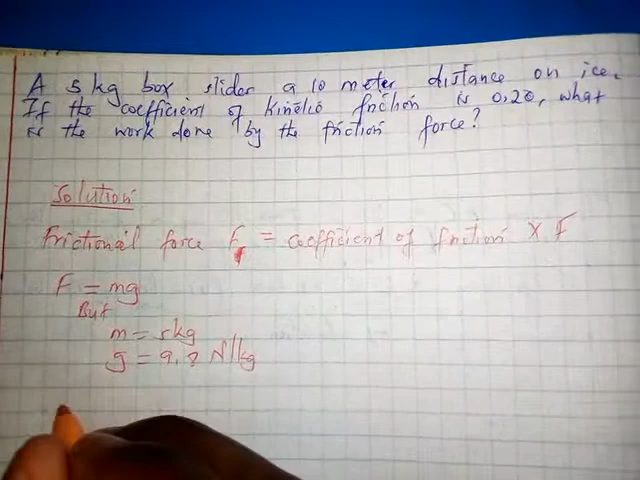 A 5kg box slides a 10 meter distance on ice.
If the coefficient of kinetic friction is 0.20, what
is the work done by the friction force?
Solution
Frictional force Ff = coefficient of friction X F
F = mg
But
m = 5kg
g = 9.8 N/kg